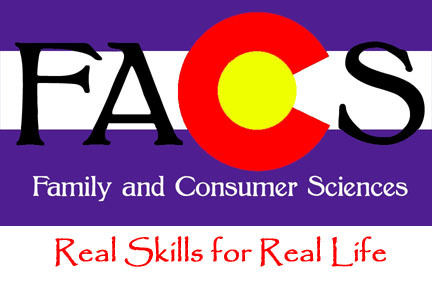 FACS
Family and Consumer Sciences
Real Skills for Real Life